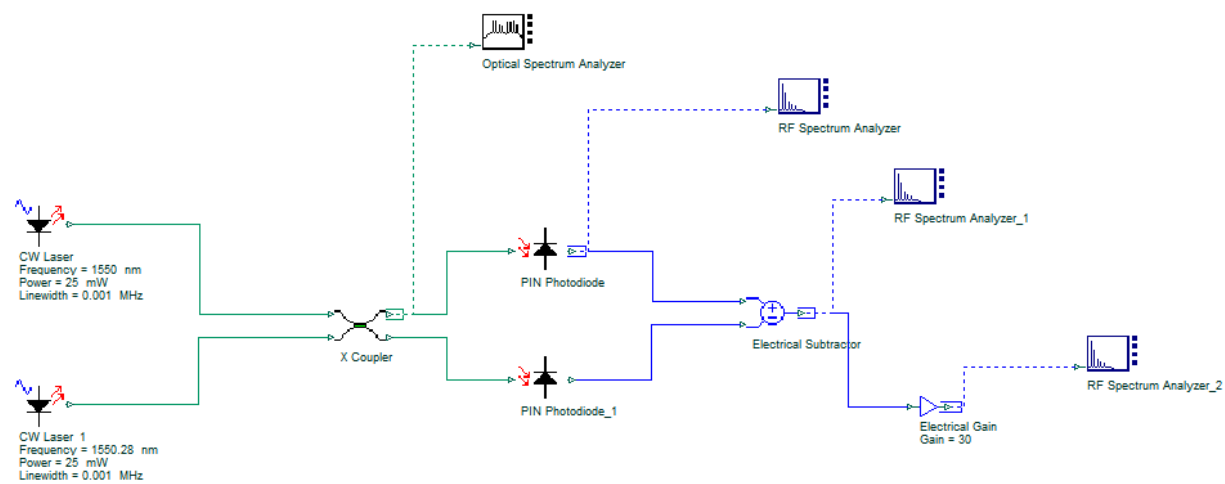 Optical Spectrum Analyzer
RF Spectrum Analyzer
RF Spectrum Analyzer_1
CW Laser
Frequency = 1550 nm
Power = 25 mW
Linewidth = 0.001 MHz
PIN Photodiode
X Coupler
Electrical Subtractor
PIN Photodiode_1
RF Spectrum Analyzer_2
Electrical Gain
Gain = 30
CW Laser 1
Frequency = 1550.28 nm
Power = 25 mW
Linewidth = 0.001 MHz